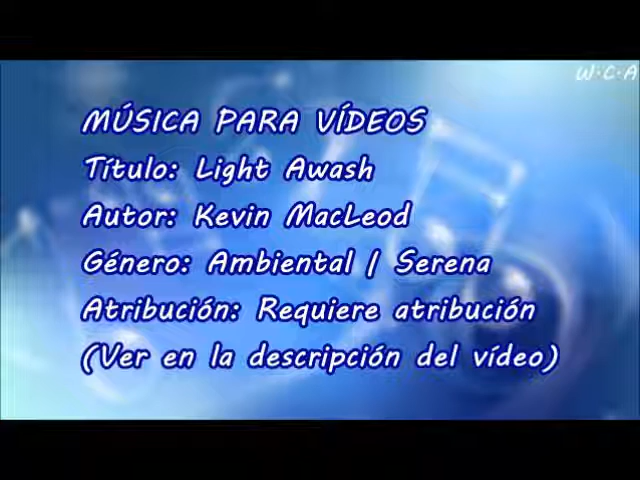 W.C.A
MÚSICA PARA VÍDEOS
Título: Light Awash
Autor: Kevin MacLeod
Género: Ambiental / Serena
Atribución: Requiere atribución
(Ver en la descripción del vídeo)